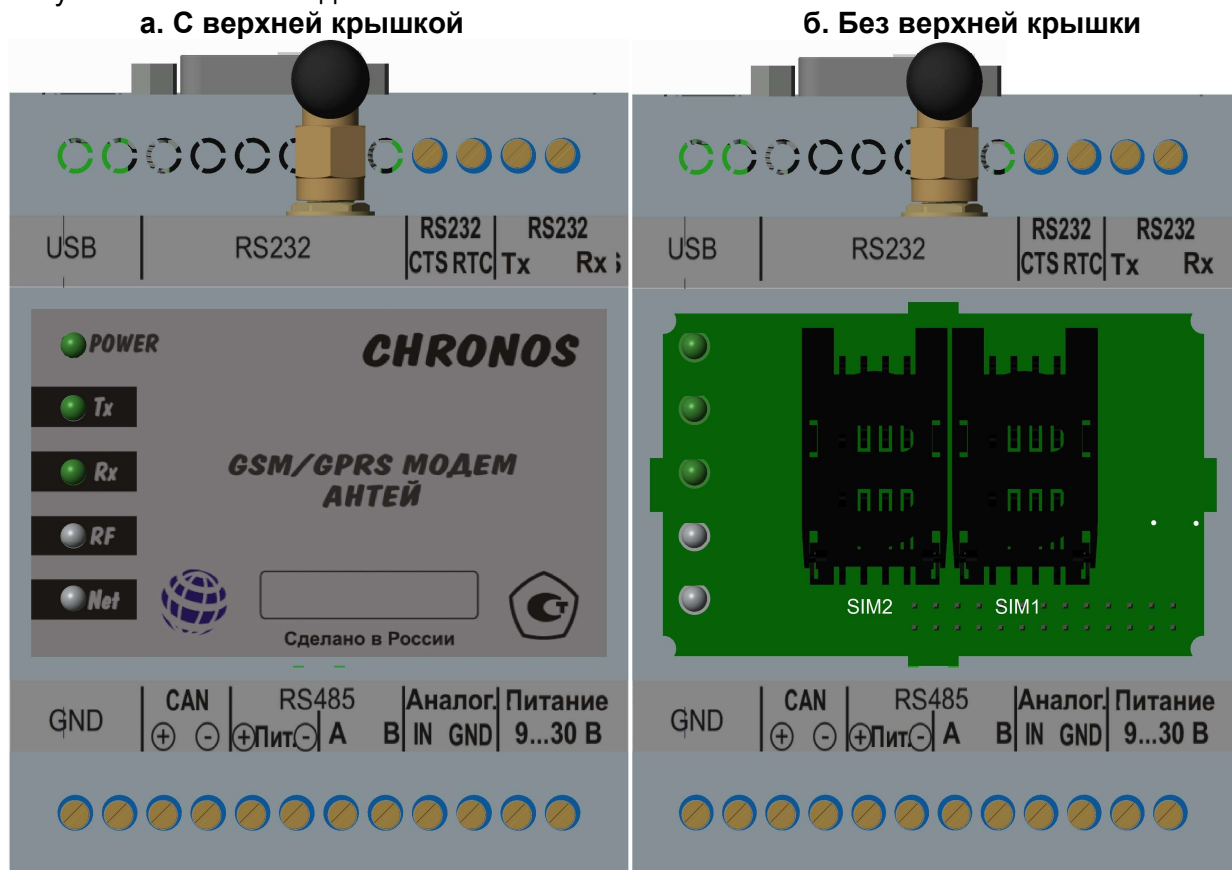 а. С верхней крышкой
б. Без верхней крышки
USB
RS232
RS232
CTS RTC
RS232
Tx Rx
POWER
Tx
Rx
RF
Net
CHRONOS
GSM/GPRS МОДЕМ
АНТЕЙ
Сделано в России
GND
CAN
+ -
RS485
+ Пит. - A B
Аналог.
IN GND
Питание
9...30 В
USB
RS232
RS232
CTS RTC
RS232
Tx Rx
SIM2
SIM1
GND
CAN
+ -
RS485
+ Пит. - A B
Аналог.
IN GND
Питание
9...30 В